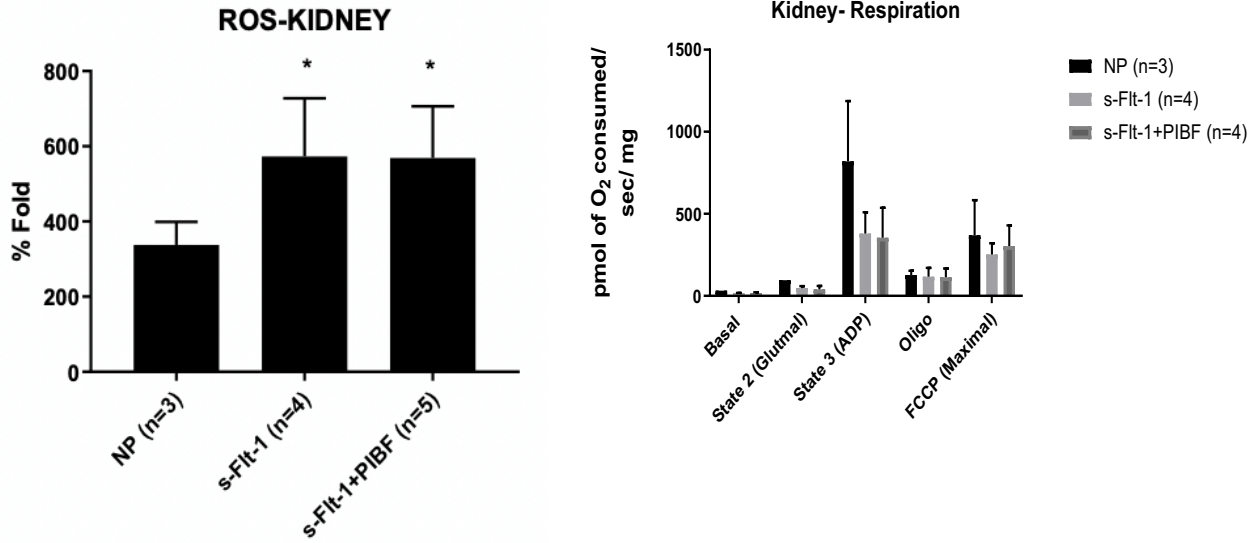 ROS-KIDNEY
% Fold
800
600
400
200
0
*
*
NP (n=3)
s-Flt-1 (n=4)
s-Flt-1+PIBF (n=5)
Kidney- Respiration
pmol of O₂ consumed/
sec/ mg
1500
1000
500
0
Basal
State 2 (Glutmal)
State 3 (ADP)
Oligo
FCCP (Maximal)
NP (n=3)
s-Flt-1 (n=4)
s-Flt-1+PIBF (n=4)